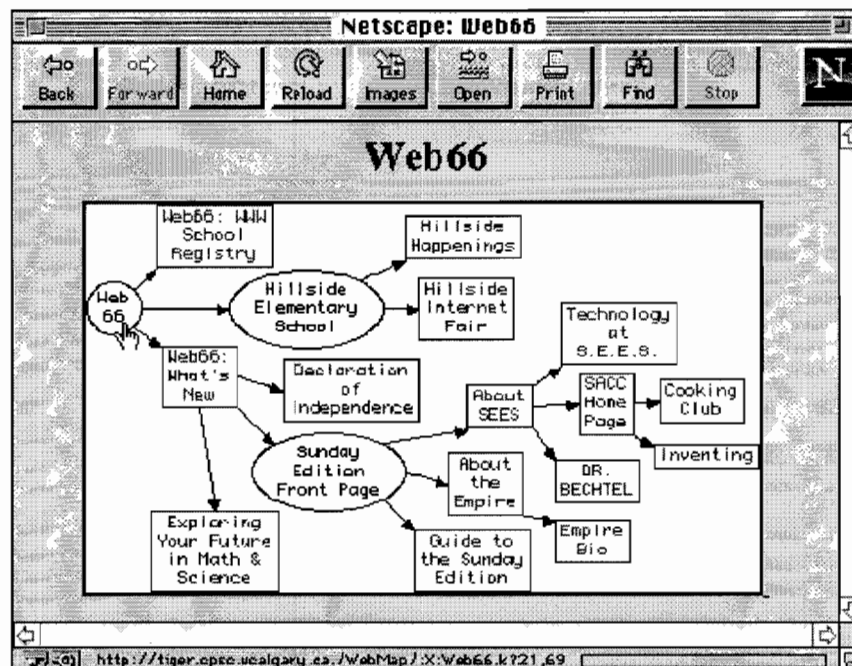 Netscape: Web66
Back
Forward
Home
Reload
Images
Open
Print
Find
Stop
N
Web66
Web66: WWW
School
Registry
Hillside
Happenings
Web
66
Hillside
Elementary
School
Hillside
Internet
Fair
Technology
at
S.E.E.S.
Web66:
What's
New
Declaration
of
Independence
About
SEES
SACC
Home
Page
Cooking
Club
Sunday
Edition
Front Page
Inventing
About
the
Empire
DR.
BECHTEL
Exploring
Your Future
in Math &
Science
Guide to
the Sunday
Edition
Empire
Bio
http://tiger.cpsc.ucalgary.ca./WebMap/:X:Web66.k?21,69